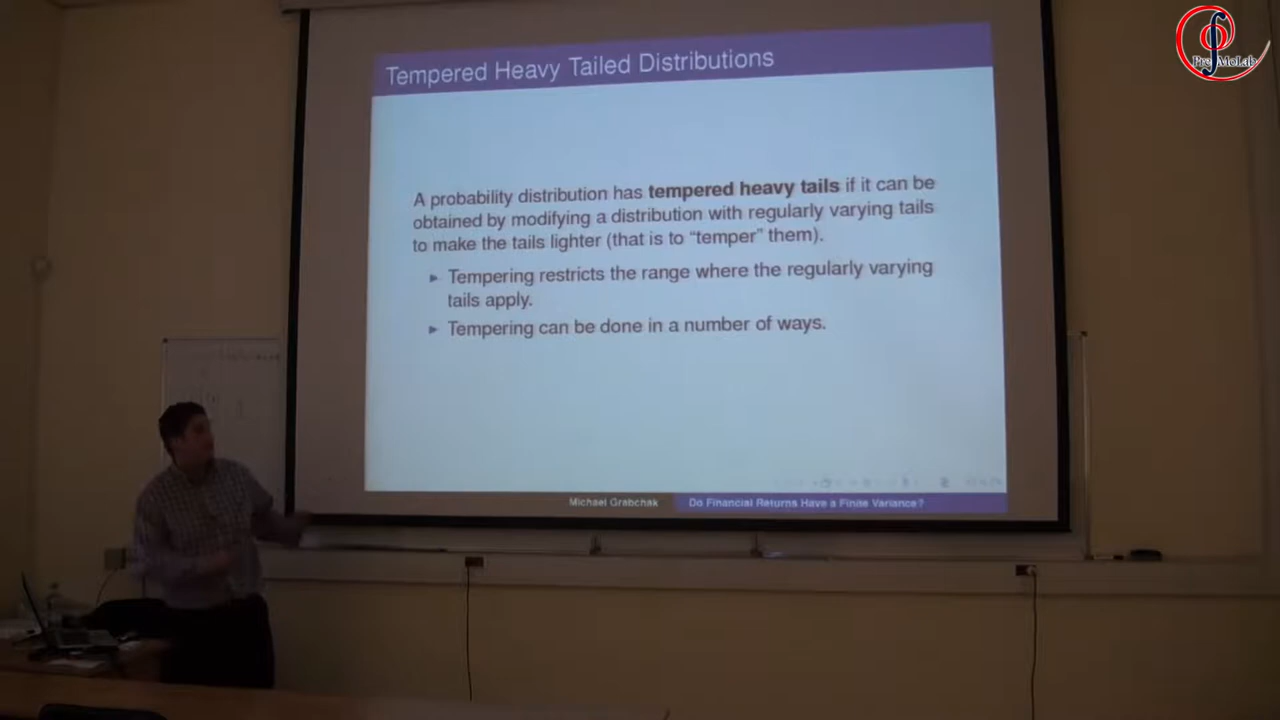 Tempered Heavy Tailed Distributions
A probability distribution has tempered heavy tails if it can be
obtained by modifying a distribution with regularly varying tails
to make the tails lighter (that is to “temper” them).
Tempering restricts the range where the regularly varying
tails apply.
Tempering can be done in a number of ways.
Michael Grabchak
Do Financial Returns Have a Finite Variance?
PreMoLab